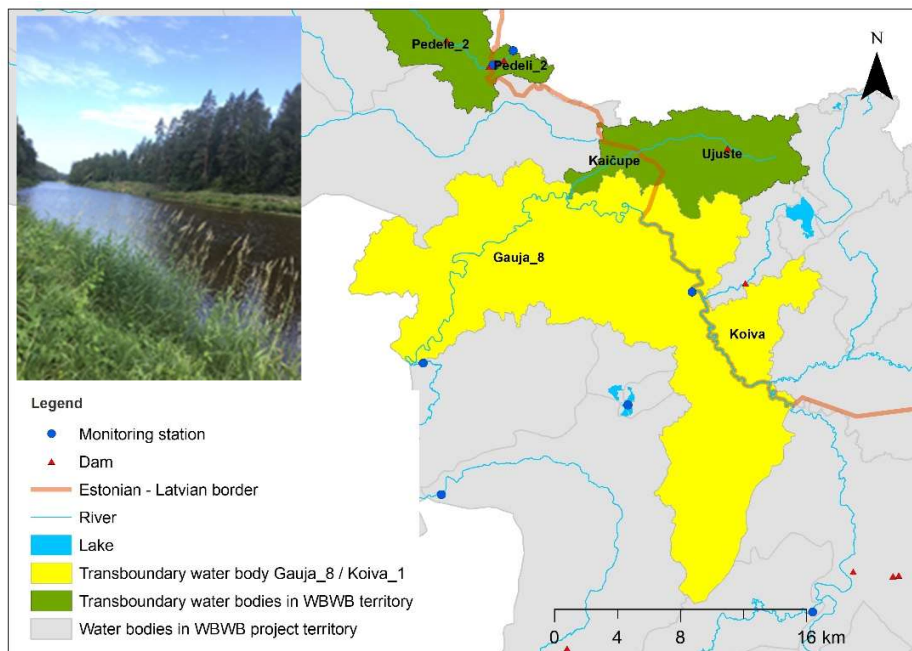 Pedele_2
Pedeli_2
N
Kaičupe
Ujuste
Gauja_8
Koiva
Legend
Monitoring station
Dam
Estonian - Latvian border
River
Lake
Transboundary water body Gauja_8 / Koiva_1
Transboundary water bodies in WBWB territory
Water bodies in WBWB project territory
0 4 8 16 km